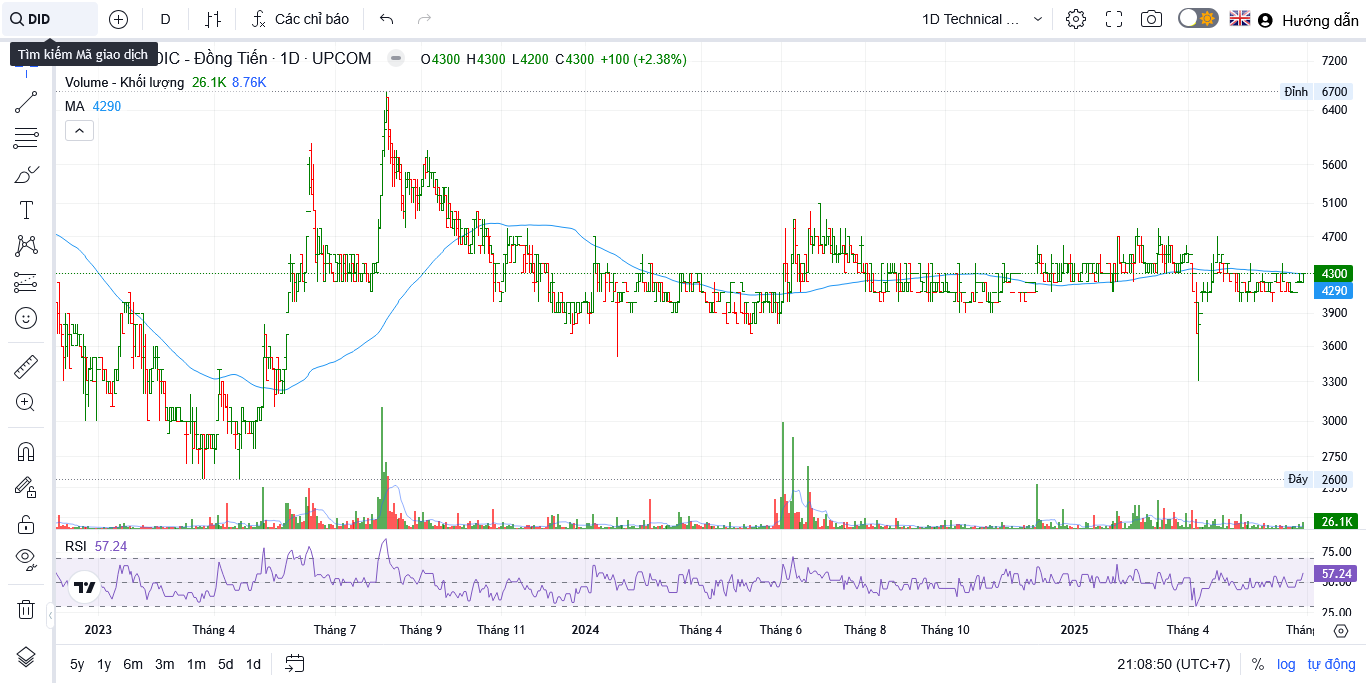 DID
D
Các chỉ báo
1D Technical ...
Hướng dẫn
Tìm kiếm Mã giao dịch
DIC - Đồng Tiến · 1D · UPCOM
O4300 H4300 L4200 C4300 +100 (+2.38%)
Volume - Khối lượng 26.1K 8.76K
MA 4290
7200
Đỉnh 6700
6400
5600
5100
4700
4300
4290
3900
3600
3300
3000
2750
Đáy 2600
26.1K
RSI 57.24
75.00
57.24
25.00
2023 Tháng 4 Tháng 7 Tháng 9 Tháng 11 2024 Tháng 4 Tháng 6 Tháng 8 Tháng 10 2025 Tháng 4 Thán
5y 1y 6m 3m 1m 5d 1d
21:08:50 (UTC+7) % log tự động